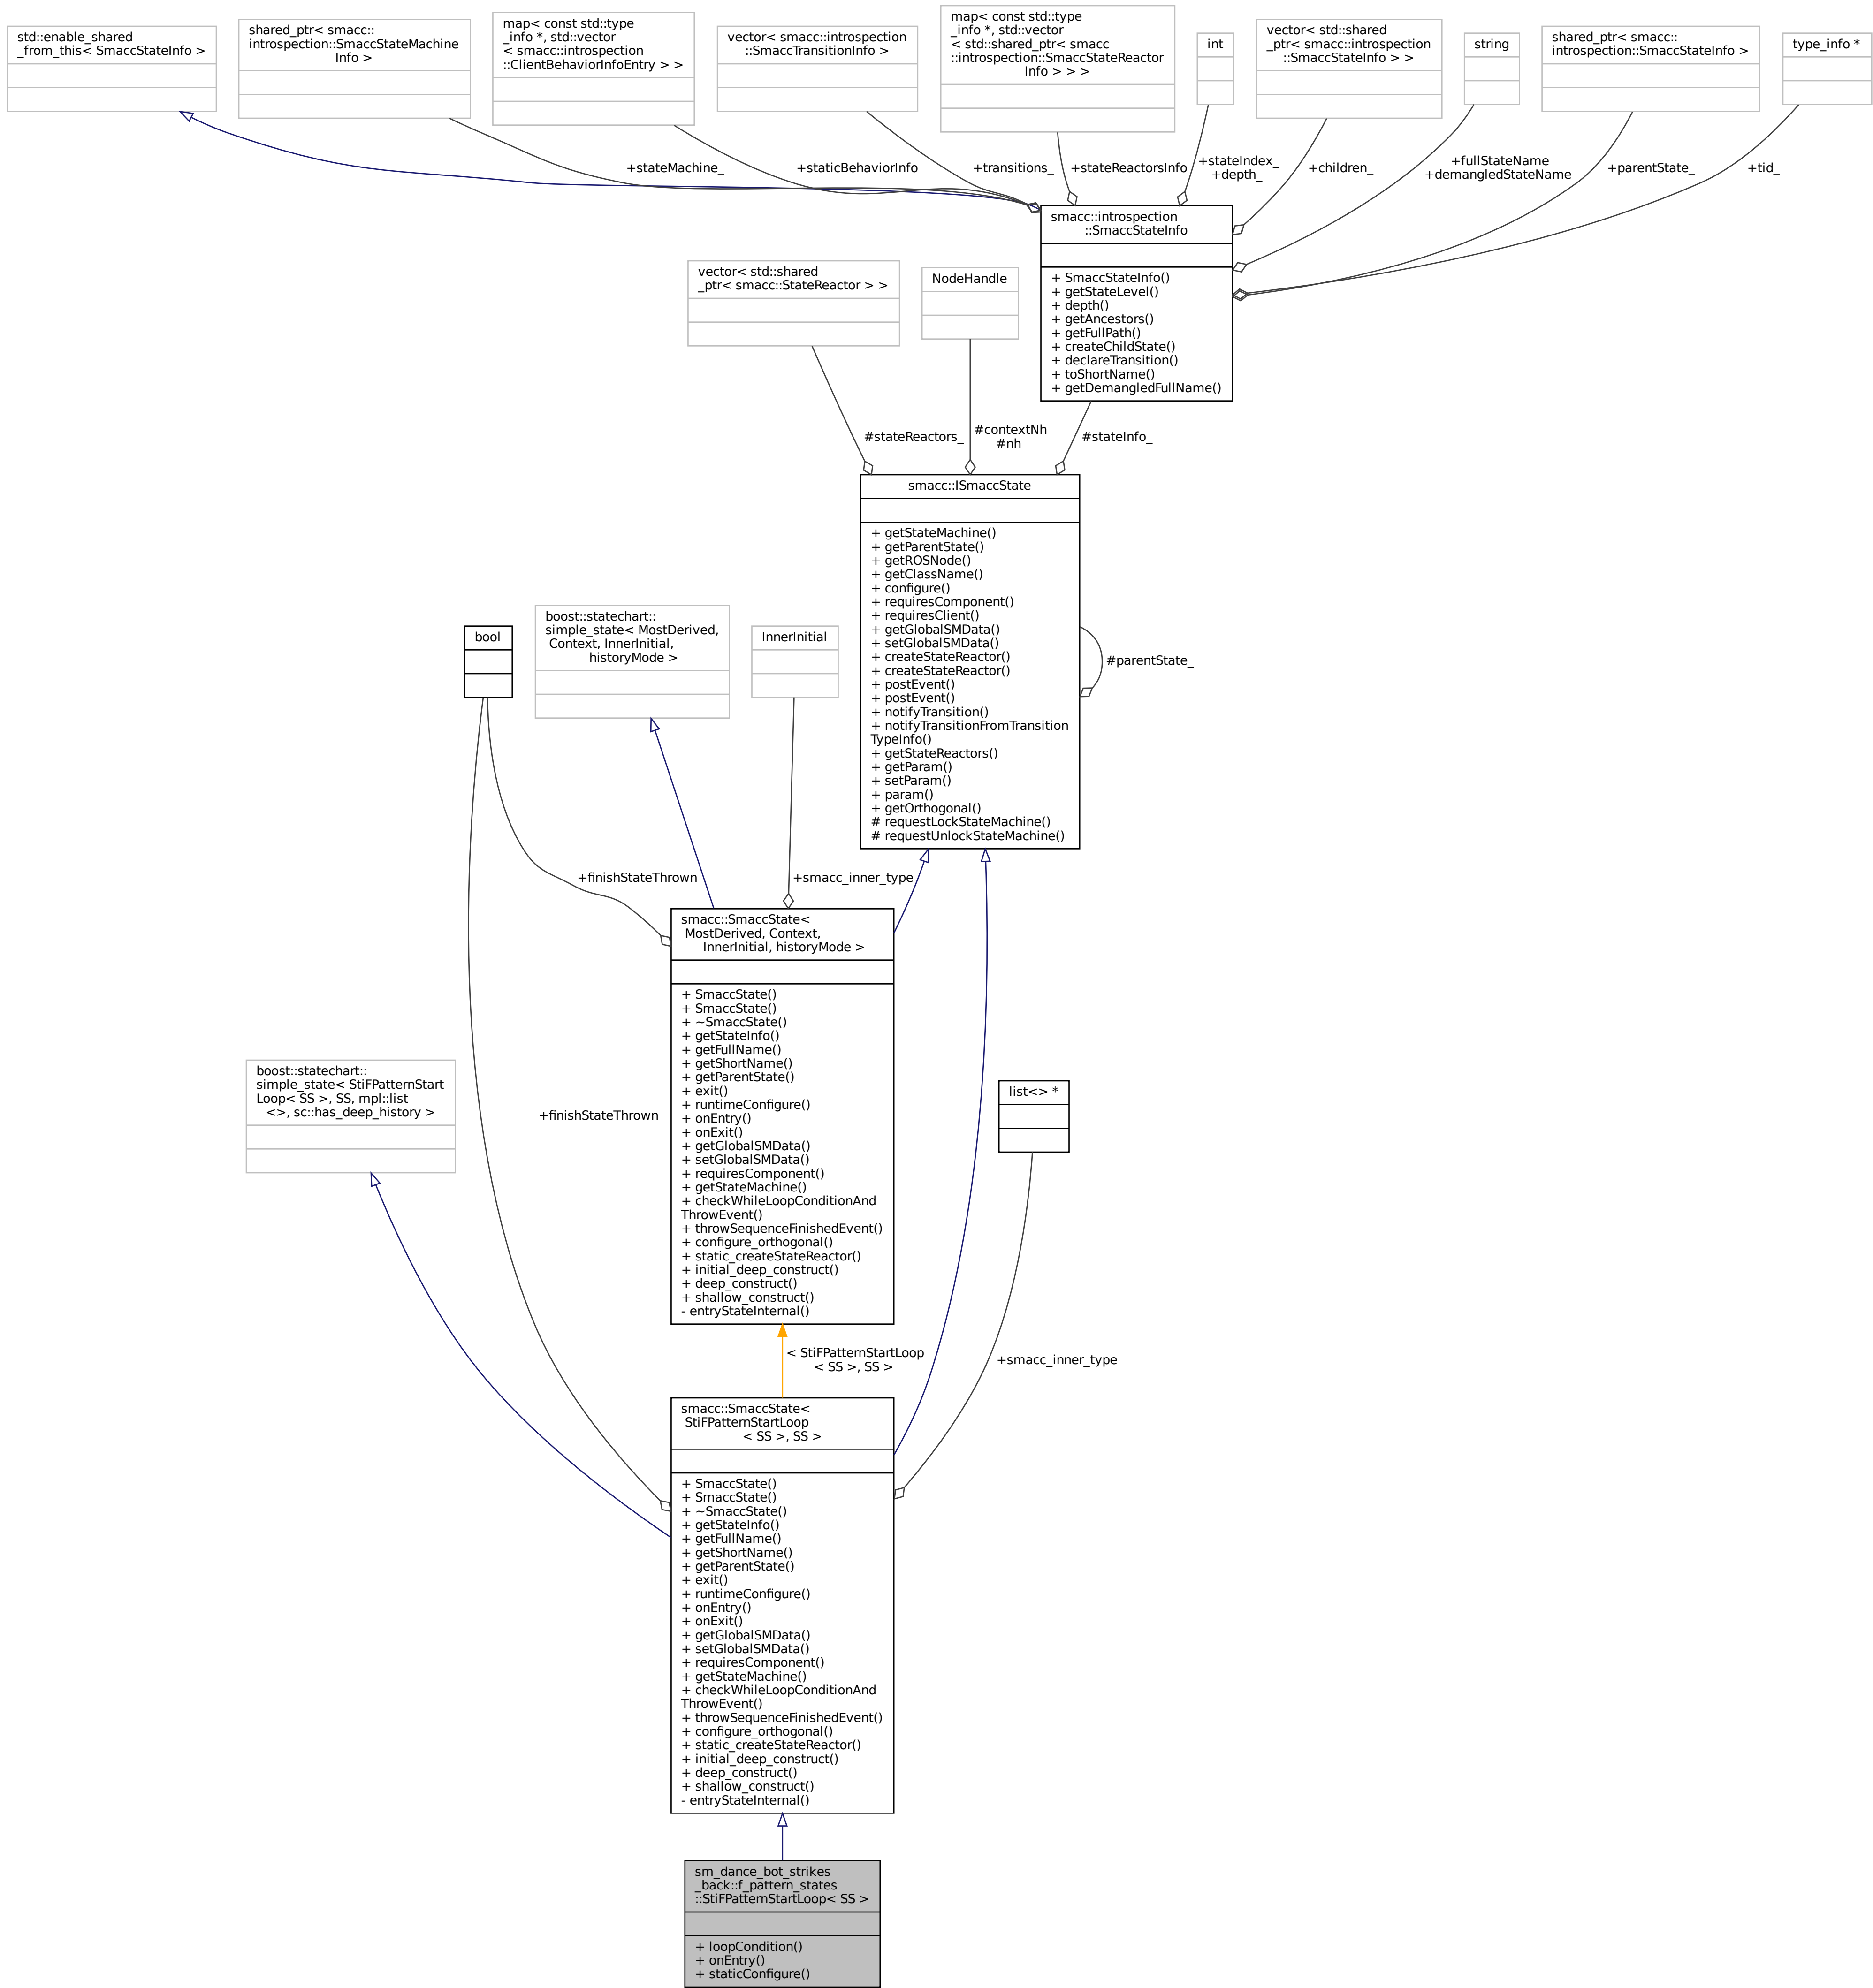 std::enable_shared
_from_this< SmaccStateInfo >
shared_ptr< smacc::
introspection::SmaccStateMachine
Info >
map< const std::type
_info *, std::vector
< smacc::introspection
::ClientBehaviorInfoEntry > >
vector< smacc::introspection
::SmaccTransitionInfo >
map< const std::type
_info *, std::vector
< std::shared_ptr< smacc
::introspection::SmaccStateReactor
Info > > >
int
vector< std::shared
_ptr< smacc::introspection
::SmaccStateInfo > >
string
shared_ptr< smacc::
introspection::SmaccStateInfo >
type_info *
+stateMachine_
+staticBehaviorInfo
+transitions_
+stateReactorsInfo
+stateIndex_
+depth_
+children_
+fullStateName
+demangledStateName
+parentState_
+tid_
smacc::introspection
::SmaccStateInfo
+ SmaccStateInfo()
+ getStateLevel()
+ depth()
+ getAncestors()
+ getFullPath()
+ createChildState()
+ declareTransition()
+ toShortName()
+ getDemangledFullName()
vector< std::shared
_ptr< smacc::StateReactor > >
NodeHandle
#stateReactors_
#contextNh
#nh
#stateInfo_
smacc::ISmaccState
+ getStateMachine()
+ getParentState()
+ getROSNode()
+ getClassName()
+ configure()
+ requiresComponent()
+ requiresClient()
+ getGlobalSMData()
+ setGlobalSMData()
+ createStateReactor()
+ createStateReactor()
+ postEvent()
+ postEvent()
+ notifyTransition()
+ notifyTransitionFromTransition
TypeInfo()
+ getStateReactors()
+ getParam()
+ setParam()
+ param()
+ getOrthogonal()
# requestLockStateMachine()
# requestUnlockStateMachine()
#parentState_
bool
boost::statechart::
simple_state< MostDerived,
Context, InnerInitial,
historyMode >
InnerInitial
+finishStateThrown
+smacc_inner_type
smacc::SmaccState<
MostDerived, Context,
InnerInitial, historyMode >
+ SmaccState()
+ SmaccState()
+ ~SmaccState()
+ getStateInfo()
+ getFullName()
+ getShortName()
+ getParentState()
+ exit()
+ runtimeConfigure()
+ onEntry()
+ onExit()
+ getGlobalSMData()
+ setGlobalSMData()
+ requiresComponent()
+ getStateMachine()
+ checkWhileLoopConditionAnd
ThrowEvent()
+ throwSequenceFinishedEvent()
+ configure_orthogonal()
+ static_createStateReactor()
+ initial_deep_construct()
+ deep_construct()
+ shallow_construct()
- entryStateInternal()
boost::statechart::
simple_state< StiFPatternStart
Loop< SS >, SS, mpl::list
<>, sc::has_deep_history >
+finishStateThrown
list<> *
< StiFPatternStartLoop
< SS >, SS >
+smacc_inner_type
smacc::SmaccState<
StiFPatternStartLoop
< SS >, SS >
+ SmaccState()
+ SmaccState()
+ ~SmaccState()
+ getStateInfo()
+ getFullName()
+ getShortName()
+ getParentState()
+ exit()
+ runtimeConfigure()
+ onEntry()
+ onExit()
+ getGlobalSMData()
+ setGlobalSMData()
+ requiresComponent()
+ getStateMachine()
+ checkWhileLoopConditionAnd
ThrowEvent()
+ throwSequenceFinishedEvent()
+ configure_orthogonal()
+ static_createStateReactor()
+ initial_deep_construct()
+ deep_construct()
+ shallow_construct()
- entryStateInternal()
sm_dance_bot_strikes
_back::f_pattern_states
::StiFPatternStartLoop< SS >
+ loopCondition()
+ onEntry()
+ staticConfigure()